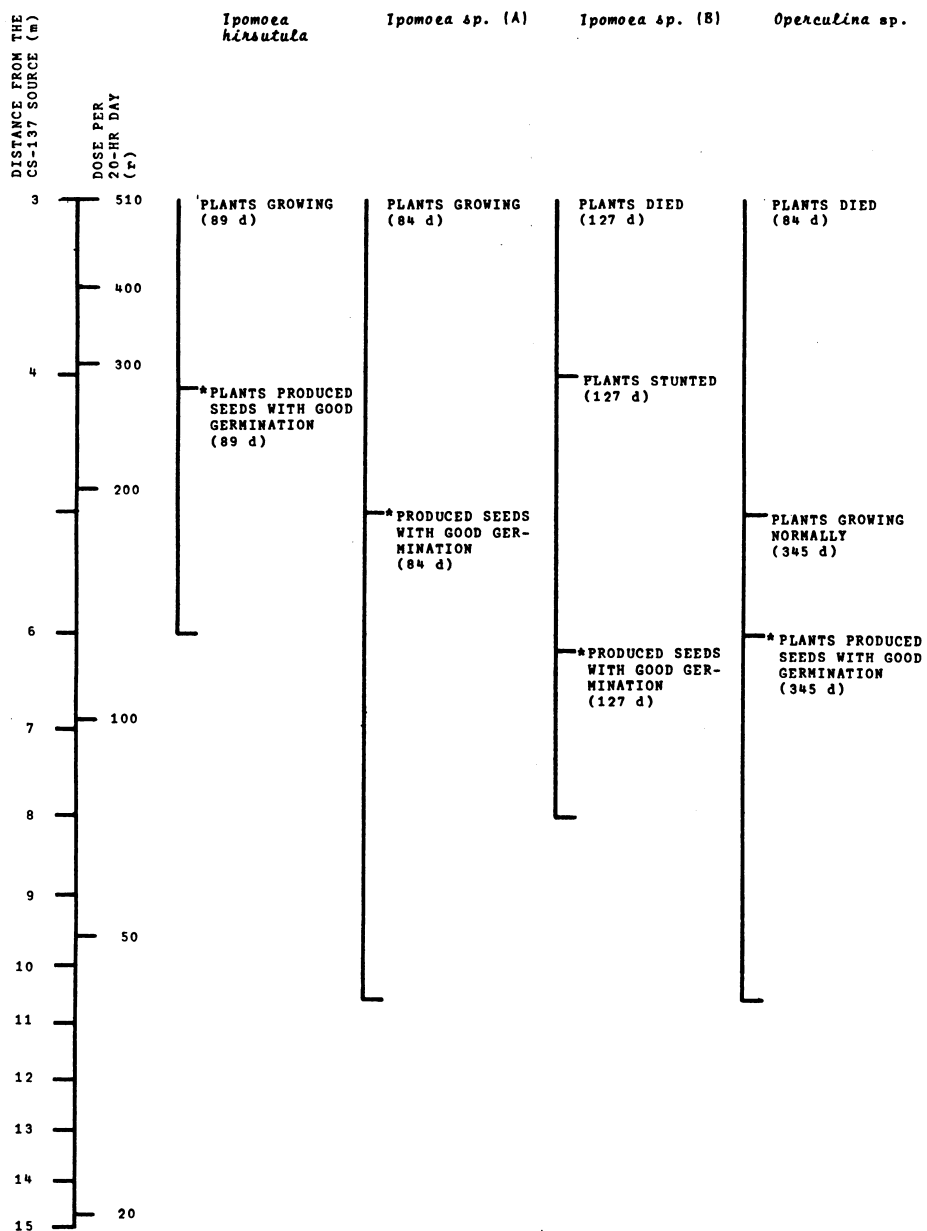 DISTANCE FROM THE
CS-137 SOURCE (m)
DOSE PER
20-HR DAY
(r)
Ipomoea
hirsutula
Ipomoea sp. (A)
Ipomoea sp. (B)
Operculina sp.
3
510
PLANTS GROWING
(89 d)
PLANTS GROWING
(84 d)
PLANTS DIED
(127 d)
PLANTS DIED
(84 d)
400
300
4
*PLANTS PRODUCED
SEEDS WITH GOOD
GERMINATION
(89 d)
PLANTS STUNTED
(127 d)
200
*PRODUCED SEEDS
WITH GOOD GER-
MINATION
(84 d)
PLANTS GROWING
NORMALLY
(345 d)
6
*PRODUCED SEEDS
WITH GOOD GER-
MINATION
(127 d)
*PLANTS PRODUCED
SEEDS WITH GOOD
GERMINATION
(345 d)
100
7
8
9
50
10
11
12
13
14
20
15